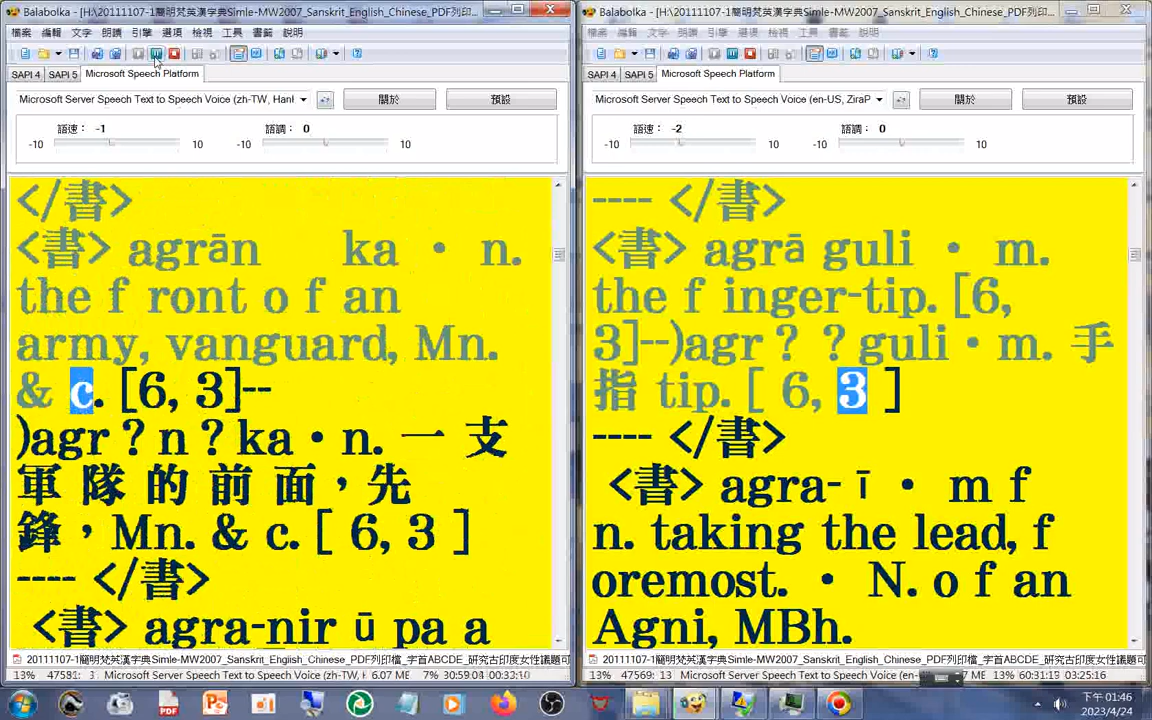 Balabolka - [H:\20111107-1簡明梵英漢字典Simle-MW2007_Sanskrit_English_Chinese_PDF列印...
檔案 編輯 文字 朗讀 引擎 選項 檢視 工具 書籤 說明
SAPI 4 SAPI 5 Microsoft Speech Platform
Microsoft Server Speech Text to Speech Voice (zh-TW, HanH
關於 預設
語速： -1 語調： 0
-10 10 -10 10
</書>
<書> agrān ka • n.
the f ront o f an
army, vanguard, Mn.
& c. [6, 3]--
)agr？n？ka•n. 一 支
軍 隊 的 前 面，先
鋒，Mn. & c. [ 6, 3 ]
---- </書>
<書> agra-nir ū pa a
20111107-1簡明梵英漢字典Simle-MW2007_Sanskrit_English_Chinese_PDF列印檔_字首ABCDE_研究古印度女性議題可
13% 47581: Microsoft Server Speech Text to Speech Voice (zh-TW, 6.07 ME 7%
Balabolka - [H:\20111107-1簡明梵英漢字典Simle-MW2007_Sanskrit_English_Chinese_PDF列印...
檔案 編輯 文字 朗讀 引擎 選項 檢視 工具 書籤 說明
SAPI 4 SAPI 5 Microsoft Speech Platform
Microsoft Server Speech Text to Speech Voice (en-US, ZiraP
關於 預設
語速： -2 語調： 0
-10 10 -10 10
---- </書>
<書> agrā guli • m.
the f inger-tip. [6,
3]--)agr？？guli•m. 手
指 tip. [ 6, 3 ]
---- </書>
<書> agra- ī • m f
n. taking the lead, f
oremost. • N. o f an
Agni, MBh.
20111107-1簡明梵英漢字典Simle-MW2007_Sanskrit_English_Chinese_PDF列印檔_字首ABCDE_研究古印度女性議題可
13% 47569: 13 Microsoft Server Speech Text to Speech Voice 13% 03:25:16
PDF
下午 01:46
2023/4/24